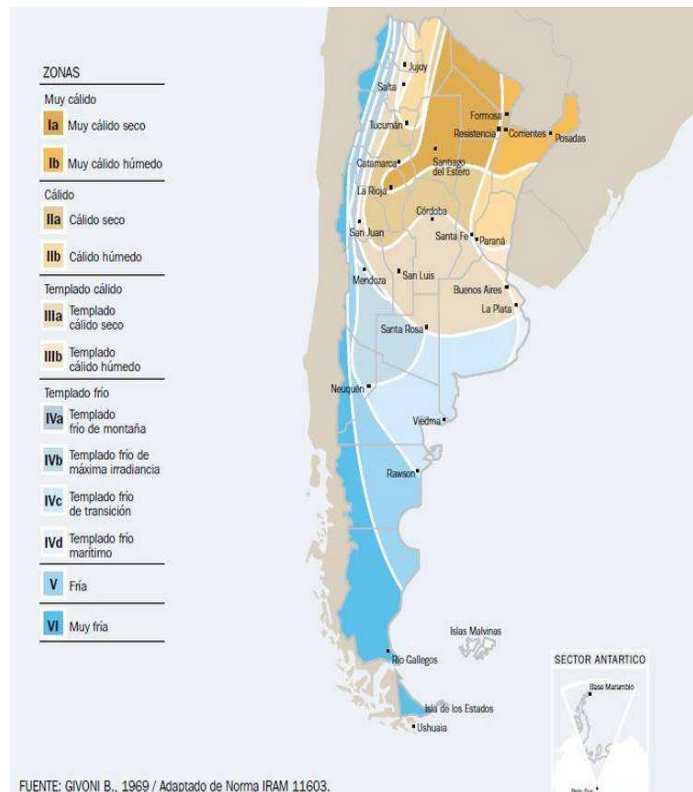 ZONAS
Muy cálido
Ia Muy cálido seco
Ib Muy cálido húmedo
Cálido
IIa Cálido seco
IIb Cálido húmedo
Templado cálido
IIIa Templado
cálido seco
IIIb Templado
cálido húmedo
Templado frío
IVa Templado
frío de montaña
IVb Templado frío de
máxima irradiancia
IVc Templado frío
de transición
IVd Templado frío
marítimo
V Fría
VI Muy fria
Jujuy
Salta
Formosa
Tucumán
Resistencia
Corrientes
Posadas
Catamarca
Santiago
del Estero
La Rioja
Córdoba
San Juan
Santa Fe
Paraná
Mendoza
San Luis
Buenos Aires
La Plata
Santa Rosa
Neuquén
Viedma
Rawson
Islas Malvinas
Río Gallegos
Isla de los Estados
Ushuaia
SECTOR ANTARTICO
Base Marambio
FUENTE: GIVONI B., 1969 / Adaptado de Norma IRAM 11603.